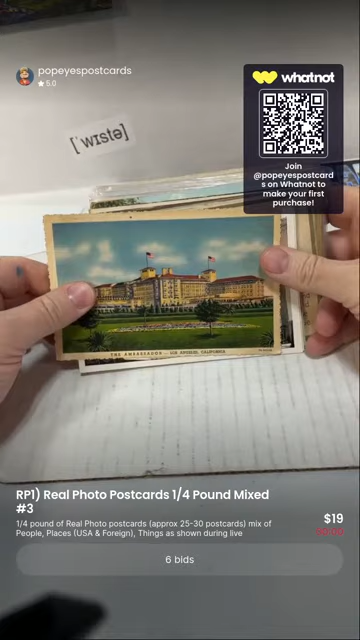 popeyespostcards
★ 5.0
whatnot
Join
@popeyespostcard
s on Whatnot to
make your first
purchase!
['wɪstə]
THE AMBASSADOR — LOS ANGELES, CALIFORNIA
RP1) Real Photo Postcards 1/4 Pound Mixed
#3
1/4 pound of Real Photo postcards (approx 25-30 postcards) mix of
People, Places (USA & Foreign), Things as shown during live
$19
6 bids